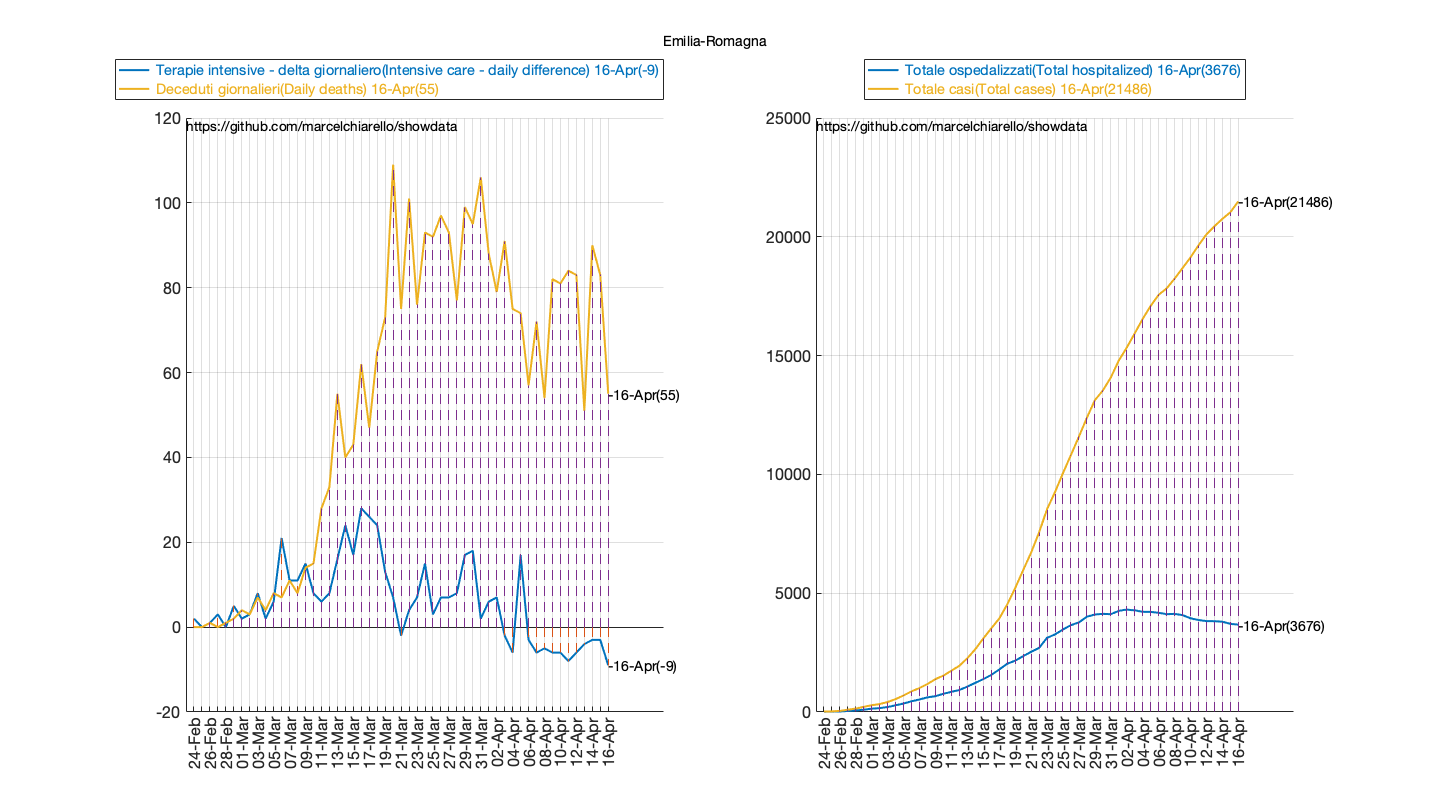 Emilia-Romagna
Terapie intensive - delta giornaliero(Intensive care - daily difference) 16-Apr(-9)
Deceduti giornalieri(Daily deaths) 16-Apr(55)
https://github.com/marcelchiarello/showdata
120
100
80
60
40
20
0
-20
16-Apr(55)
16-Apr(-9)
24-Feb
26-Feb
28-Feb
01-Mar
03-Mar
05-Mar
07-Mar
09-Mar
11-Mar
13-Mar
15-Mar
17-Mar
19-Mar
21-Mar
23-Mar
25-Mar
27-Mar
29-Mar
31-Mar
02-Apr
04-Apr
06-Apr
08-Apr
10-Apr
12-Apr
14-Apr
16-Apr
Totale ospedalizzati(Total hospitalized) 16-Apr(3676)
Totale casi(Total cases) 16-Apr(21486)
https://github.com/marcelchiarello/showdata
25000
20000
15000
10000
5000
0
16-Apr(21486)
16-Apr(3676)
24-Feb
26-Feb
28-Feb
01-Mar
03-Mar
05-Mar
07-Mar
09-Mar
11-Mar
13-Mar
15-Mar
17-Mar
19-Mar
21-Mar
23-Mar
25-Mar
27-Mar
29-Mar
31-Mar
02-Apr
04-Apr
06-Apr
08-Apr
10-Apr
12-Apr
14-Apr
16-Apr